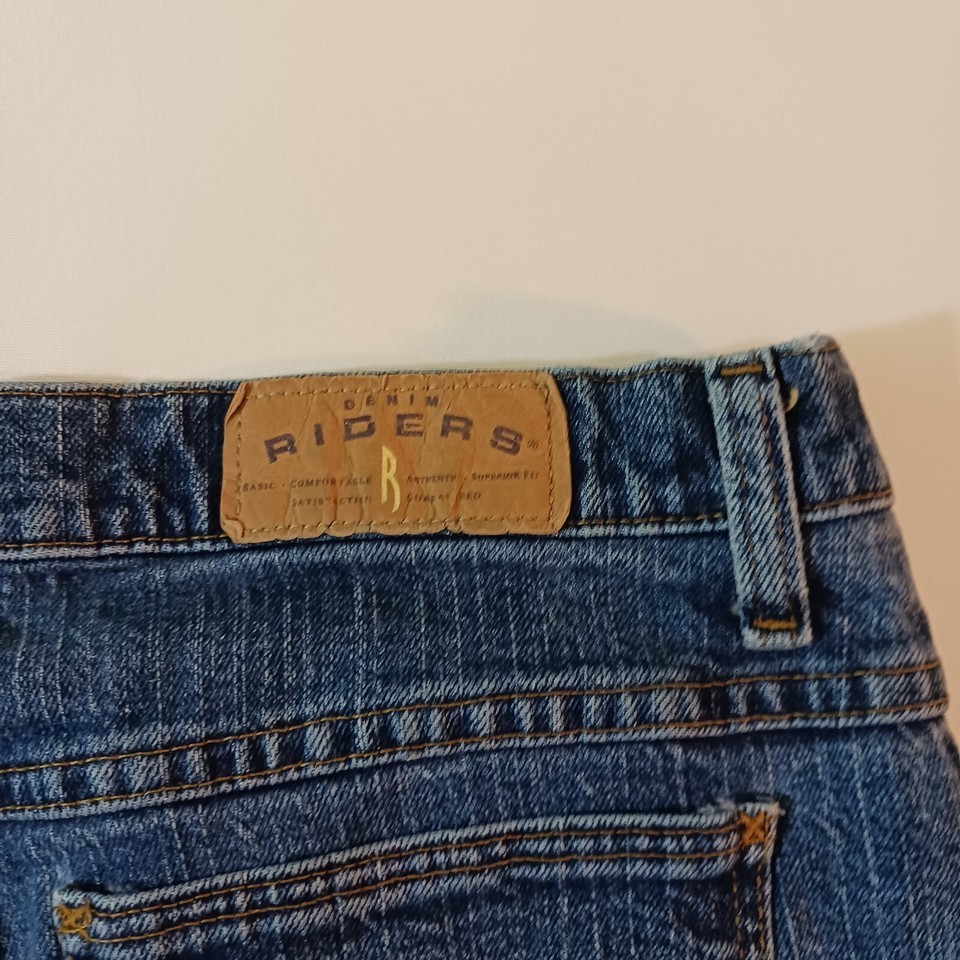 DENIM
RIDERS®
BASIC - COMFORTABLE R AUTHENTIC - SUPERIOR FIT
SATISFACTION GUARANTEED